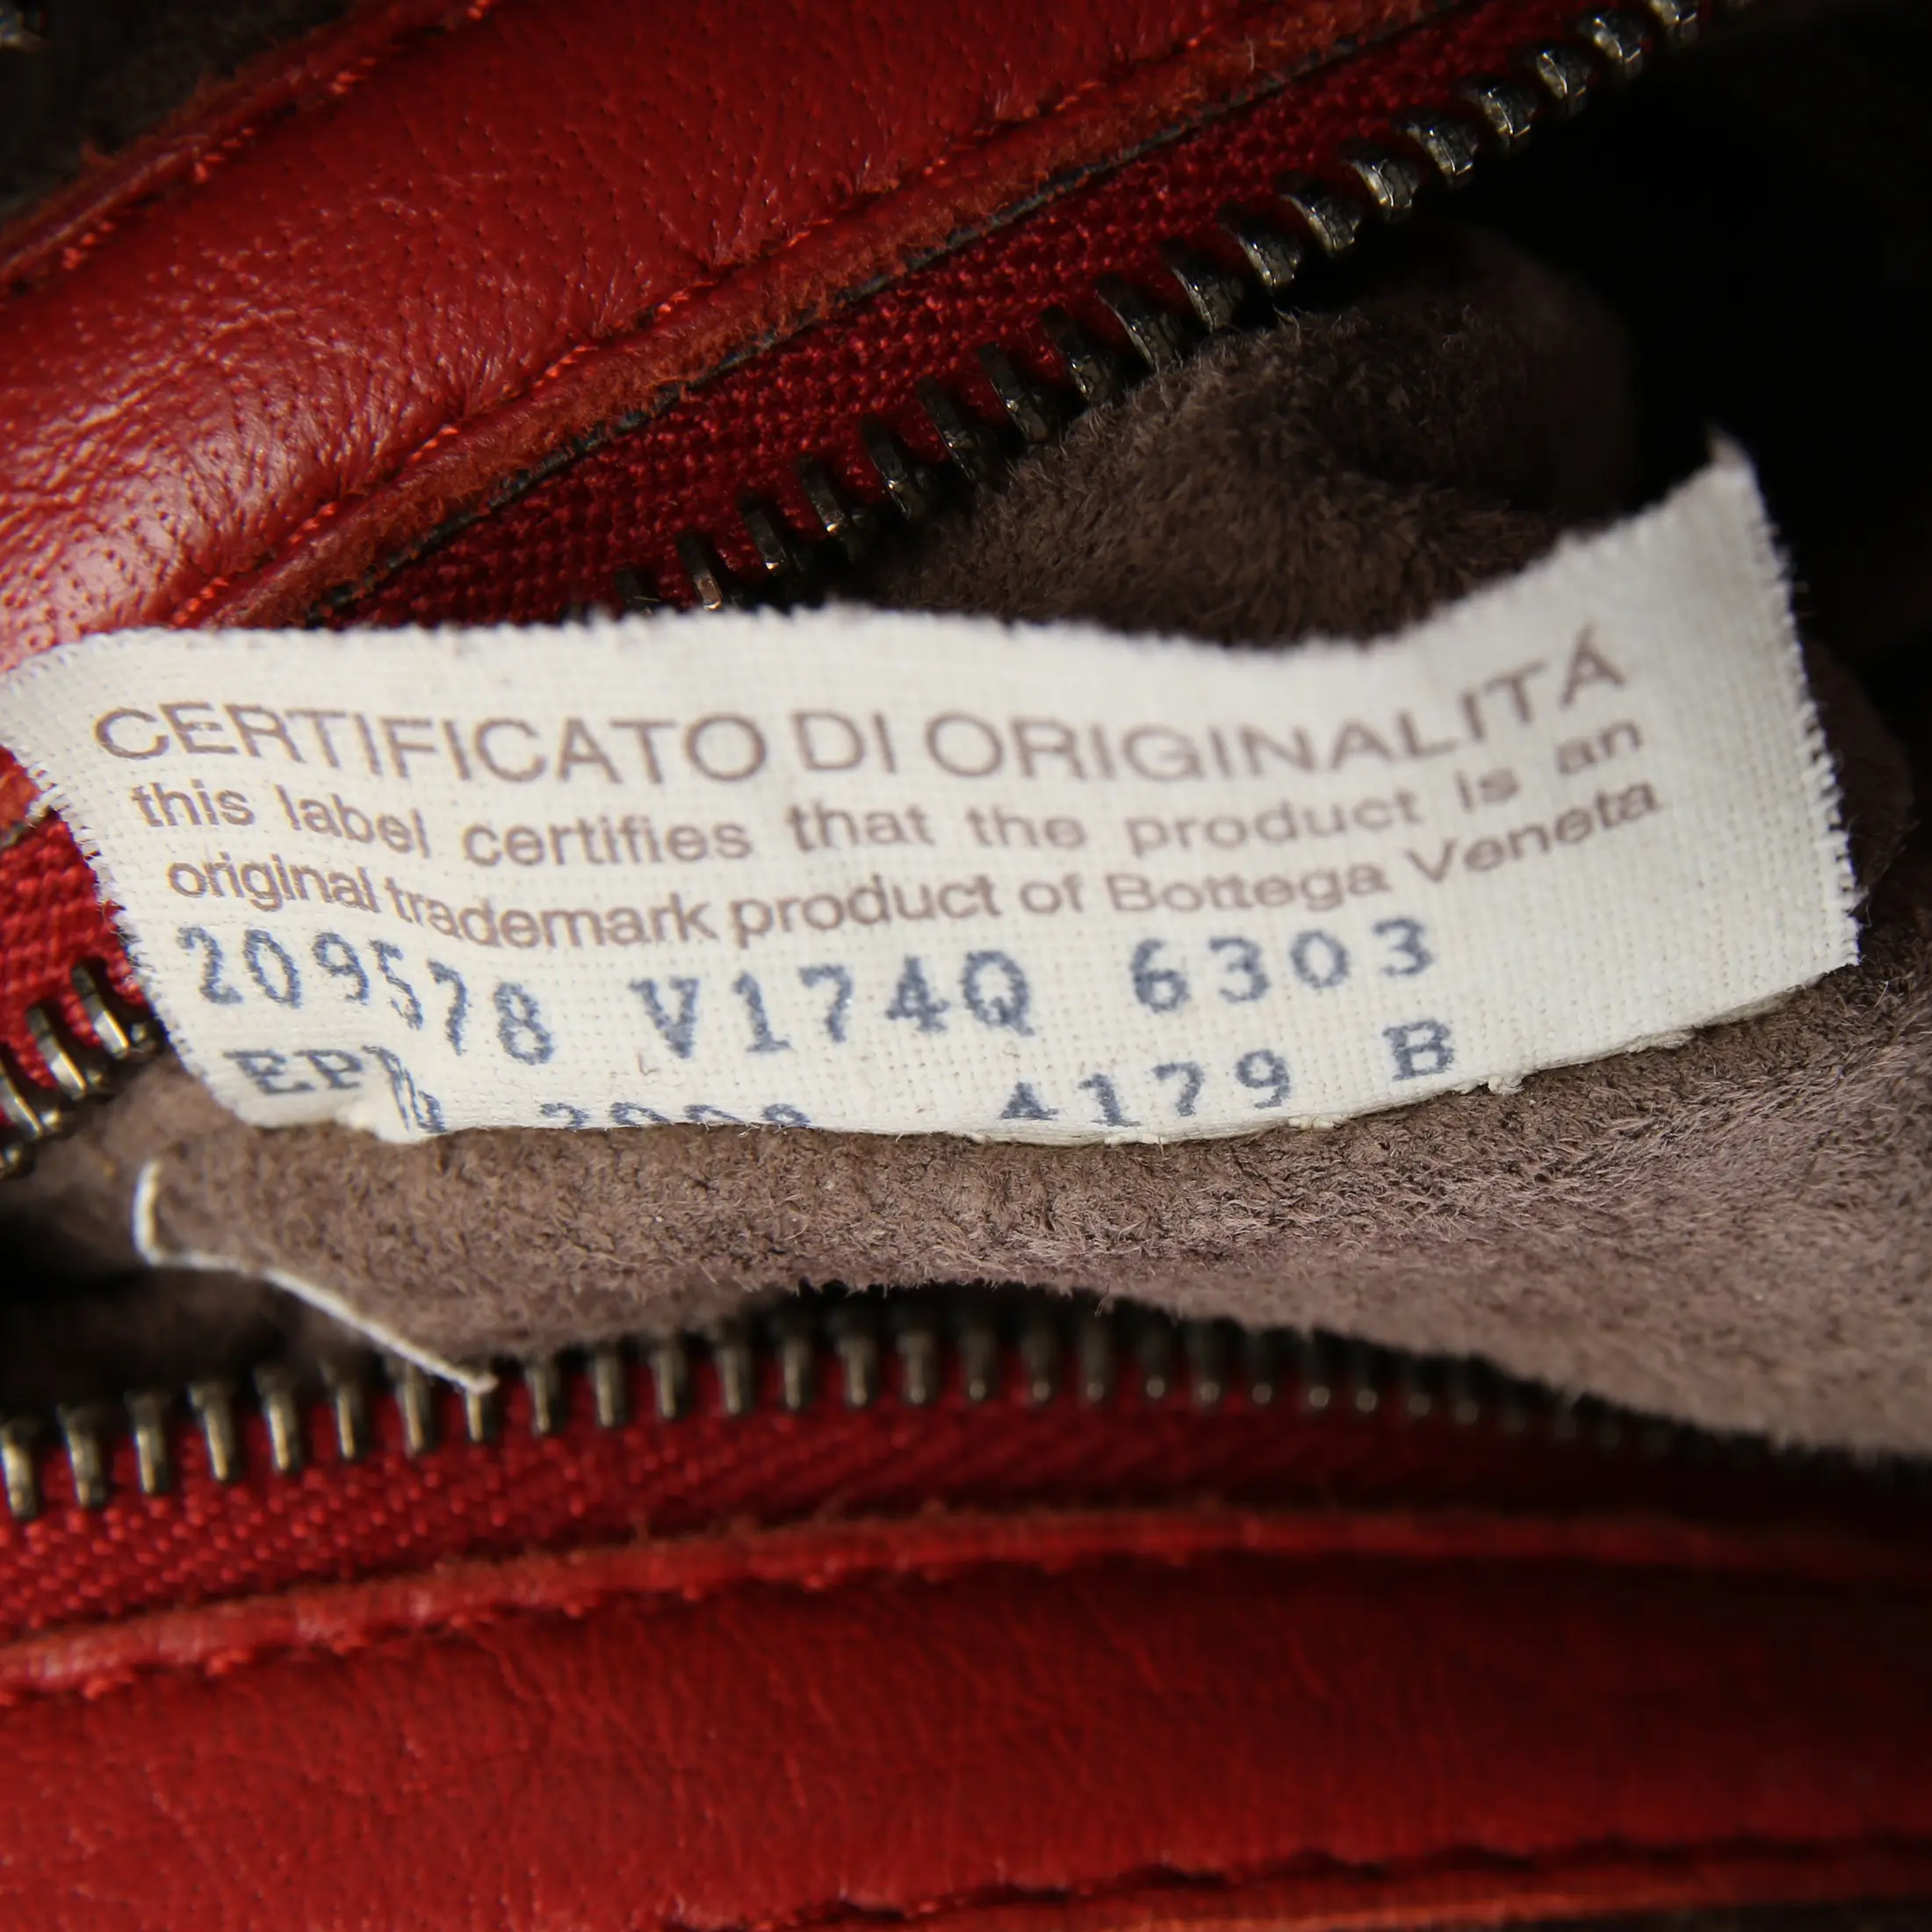 CERTIFICATO DI ORIGINALITÁ
this label certifies that the product is an
original trademark product of Bottega Veneta
209578 V174Q 6303
4179 B